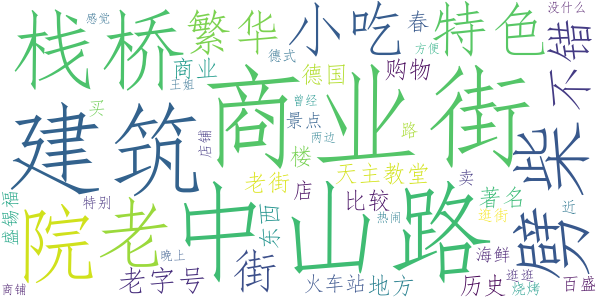 感觉
繁华
小吃
春
特色
没什么
栈桥
商业
德式
方便
不错
王姐
德国
购物
买
曾经
商业街
建筑
店铺
景点
路
两边
柴
楼
天主教堂
老街
卖
盛锡福
特别
店
比较
著名
院
老
中山路
劈
东西
逛街
近
热闹
街
海鲜
晚上
老字号
火车站
地方
历史
逛逛
百盛
商铺
烧烤